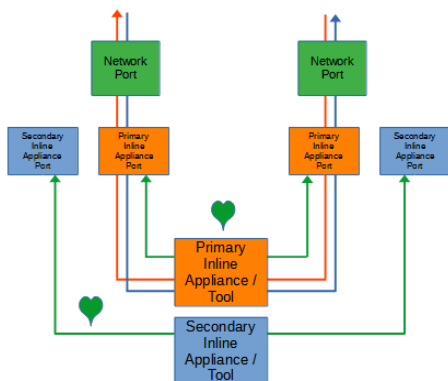 Network
Port
Network
Port
Secondary
Inline
Appliance
Port
Primary
Inline
Appliance
Port
Primary
Inline
Appliance
Port
Secondary
Inline
Appliance
Port
Primary
Inline
Appliance /
Tool
Secondary
Inline
Appliance /
Tool